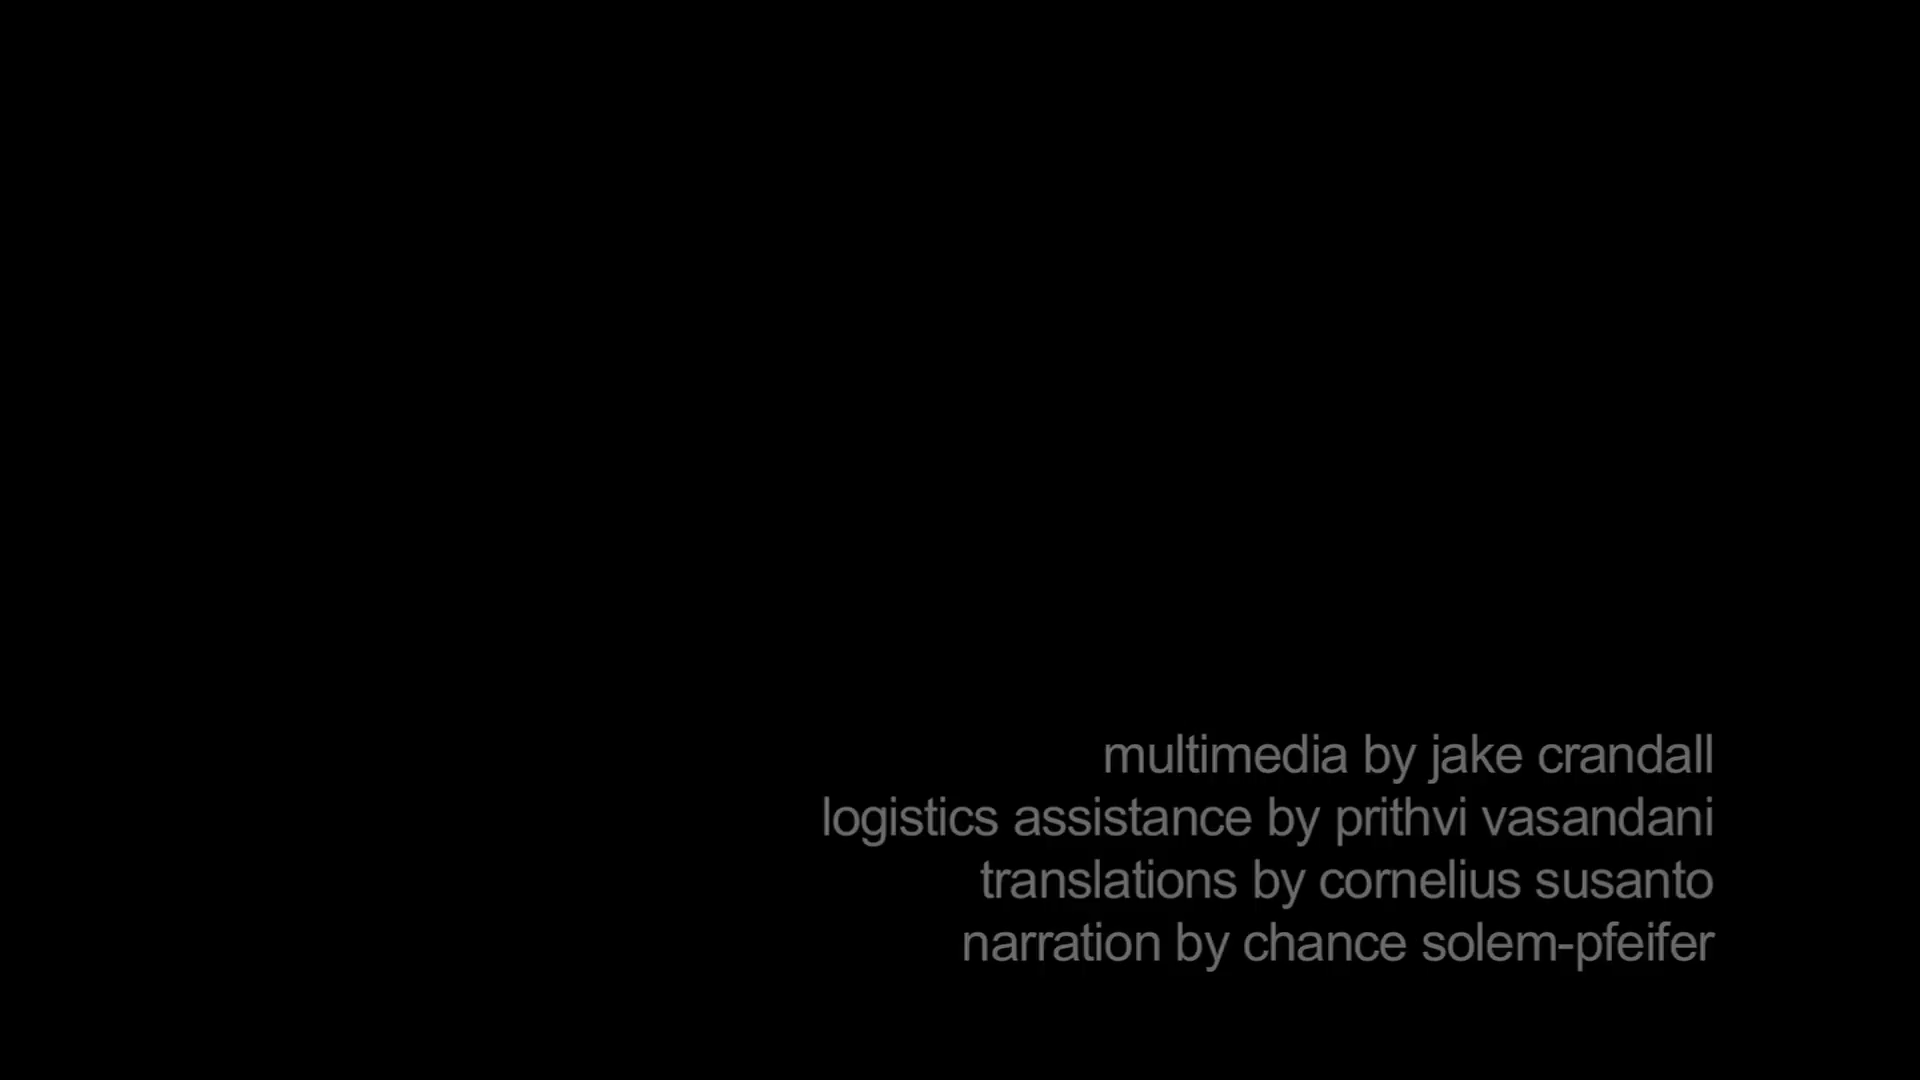 multimedia by jake crandall
logistics assistance by prithvi vasandani
translations by cornelius susanto
narration by chance solem-pfeifer